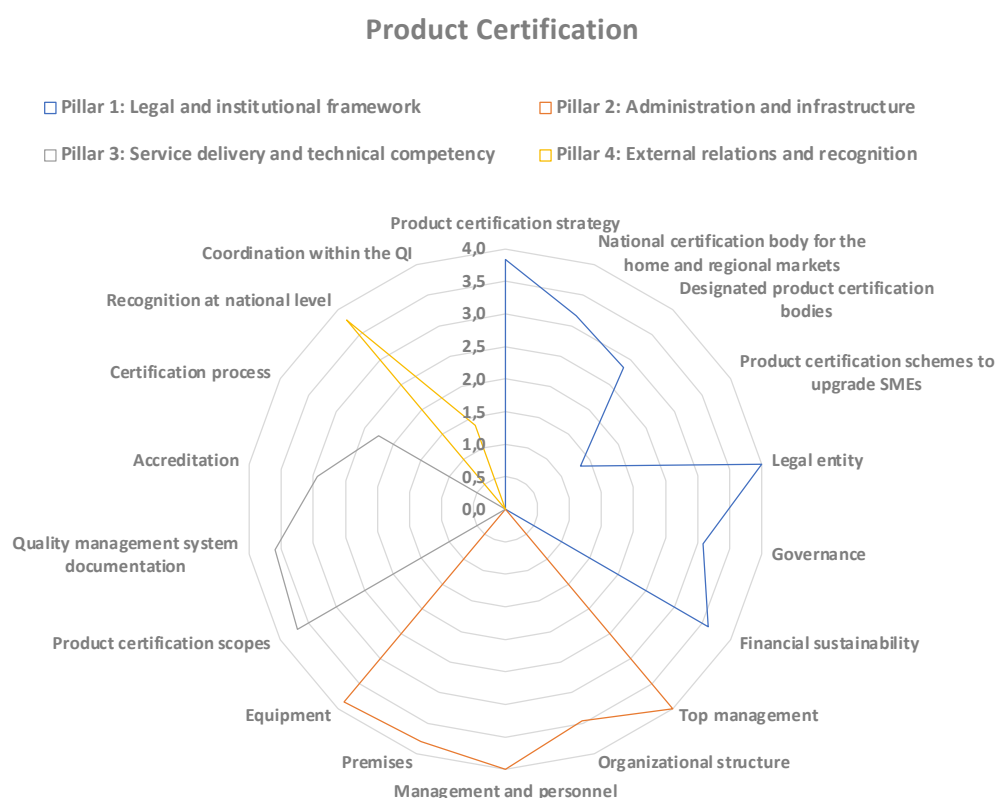 Product Certification
Pillar 1: Legal and institutional framework
Pillar 2: Administration and infrastructure
Pillar 3: Service delivery and technical competency
Pillar 4: External relations and recognition
Product certification strategy
National certification body for the
home and regional markets
Designated product certification
bodies
Product certification schemes to
upgrade SMEs
Legal entity
Governance
Financial sustainability
Top management
Organizational structure
Management and personnel
Premises
Equipment
Product certification scopes
Quality management system
documentation
Accreditation
Certification process
Recognition at national level
Coordination within the QI
4,0
3,5
3,0
2,5
2,0
1,5
1,0
0,5
0,0